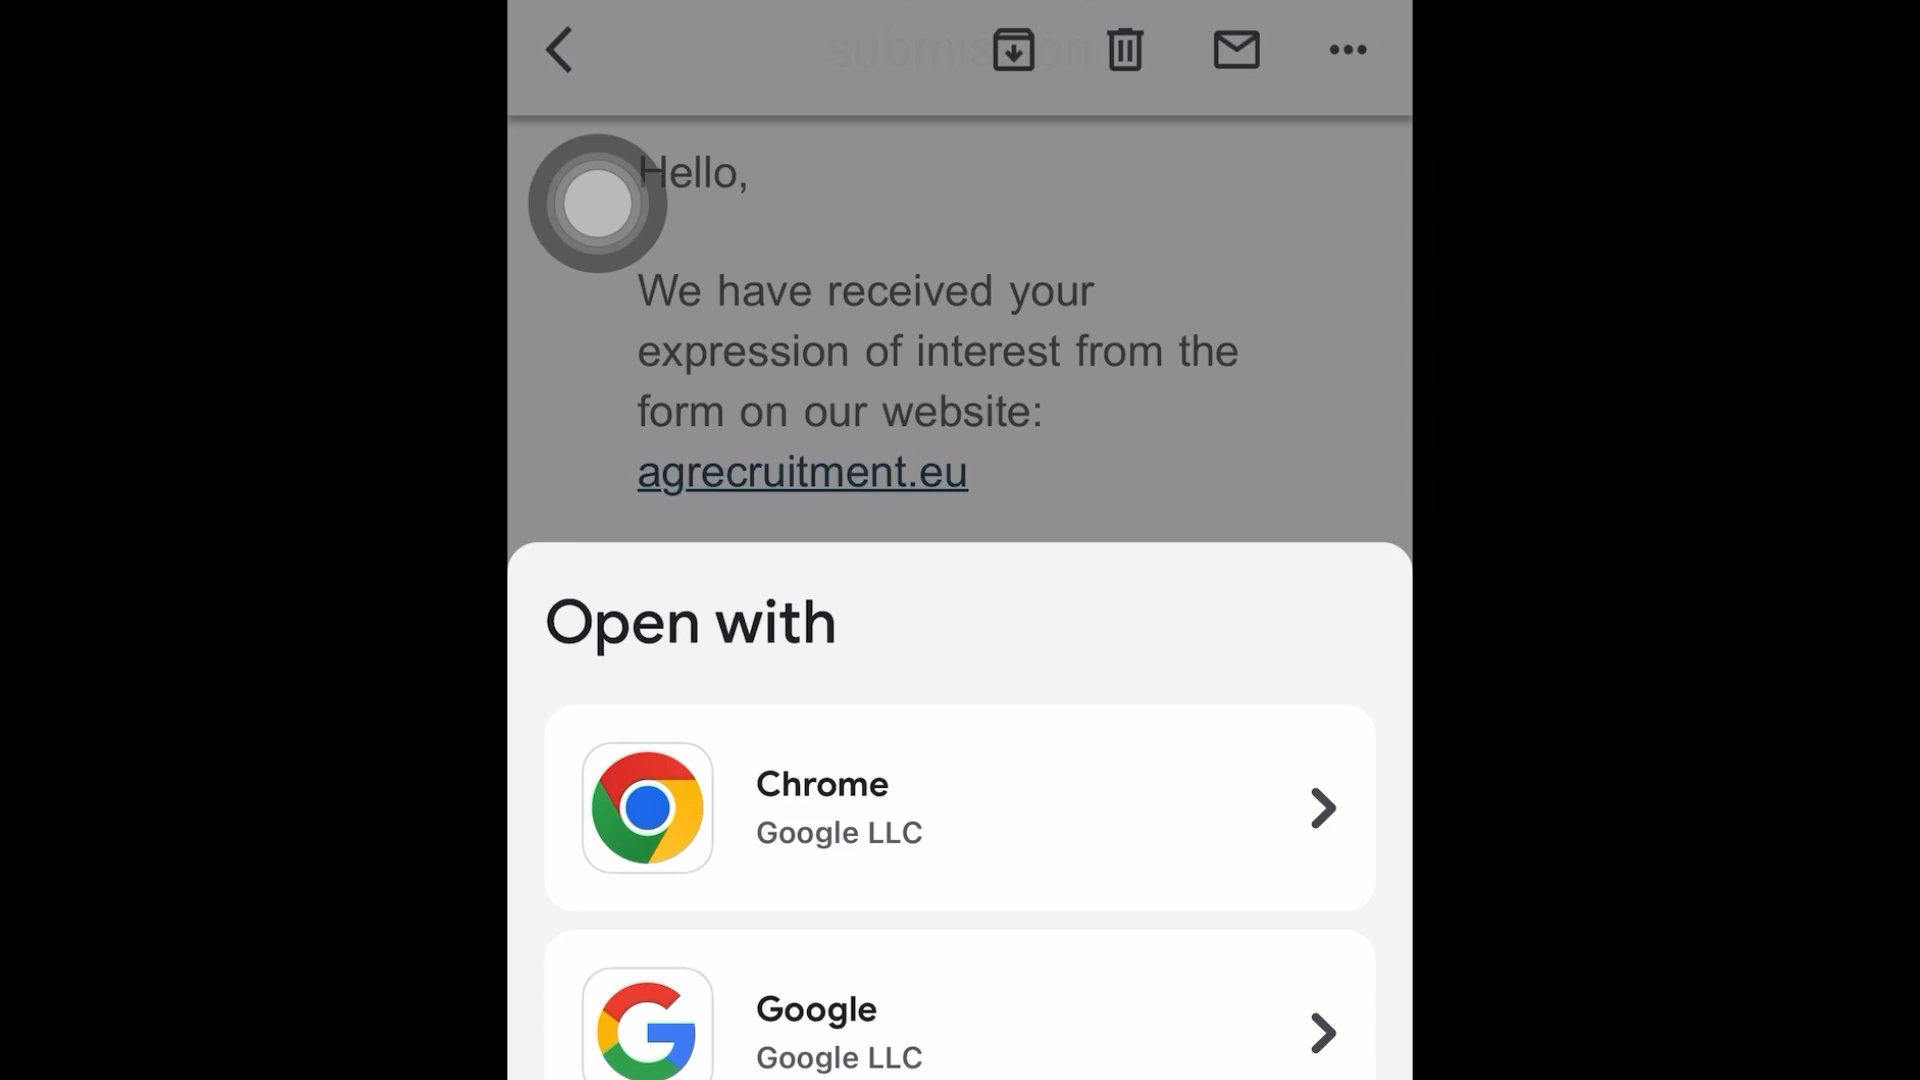 submission
Hello,
We have received your
expression of interest from the
form on our website:
agrecruitment.eu
Open with
Chrome
Google LLC
Google
Google LLC